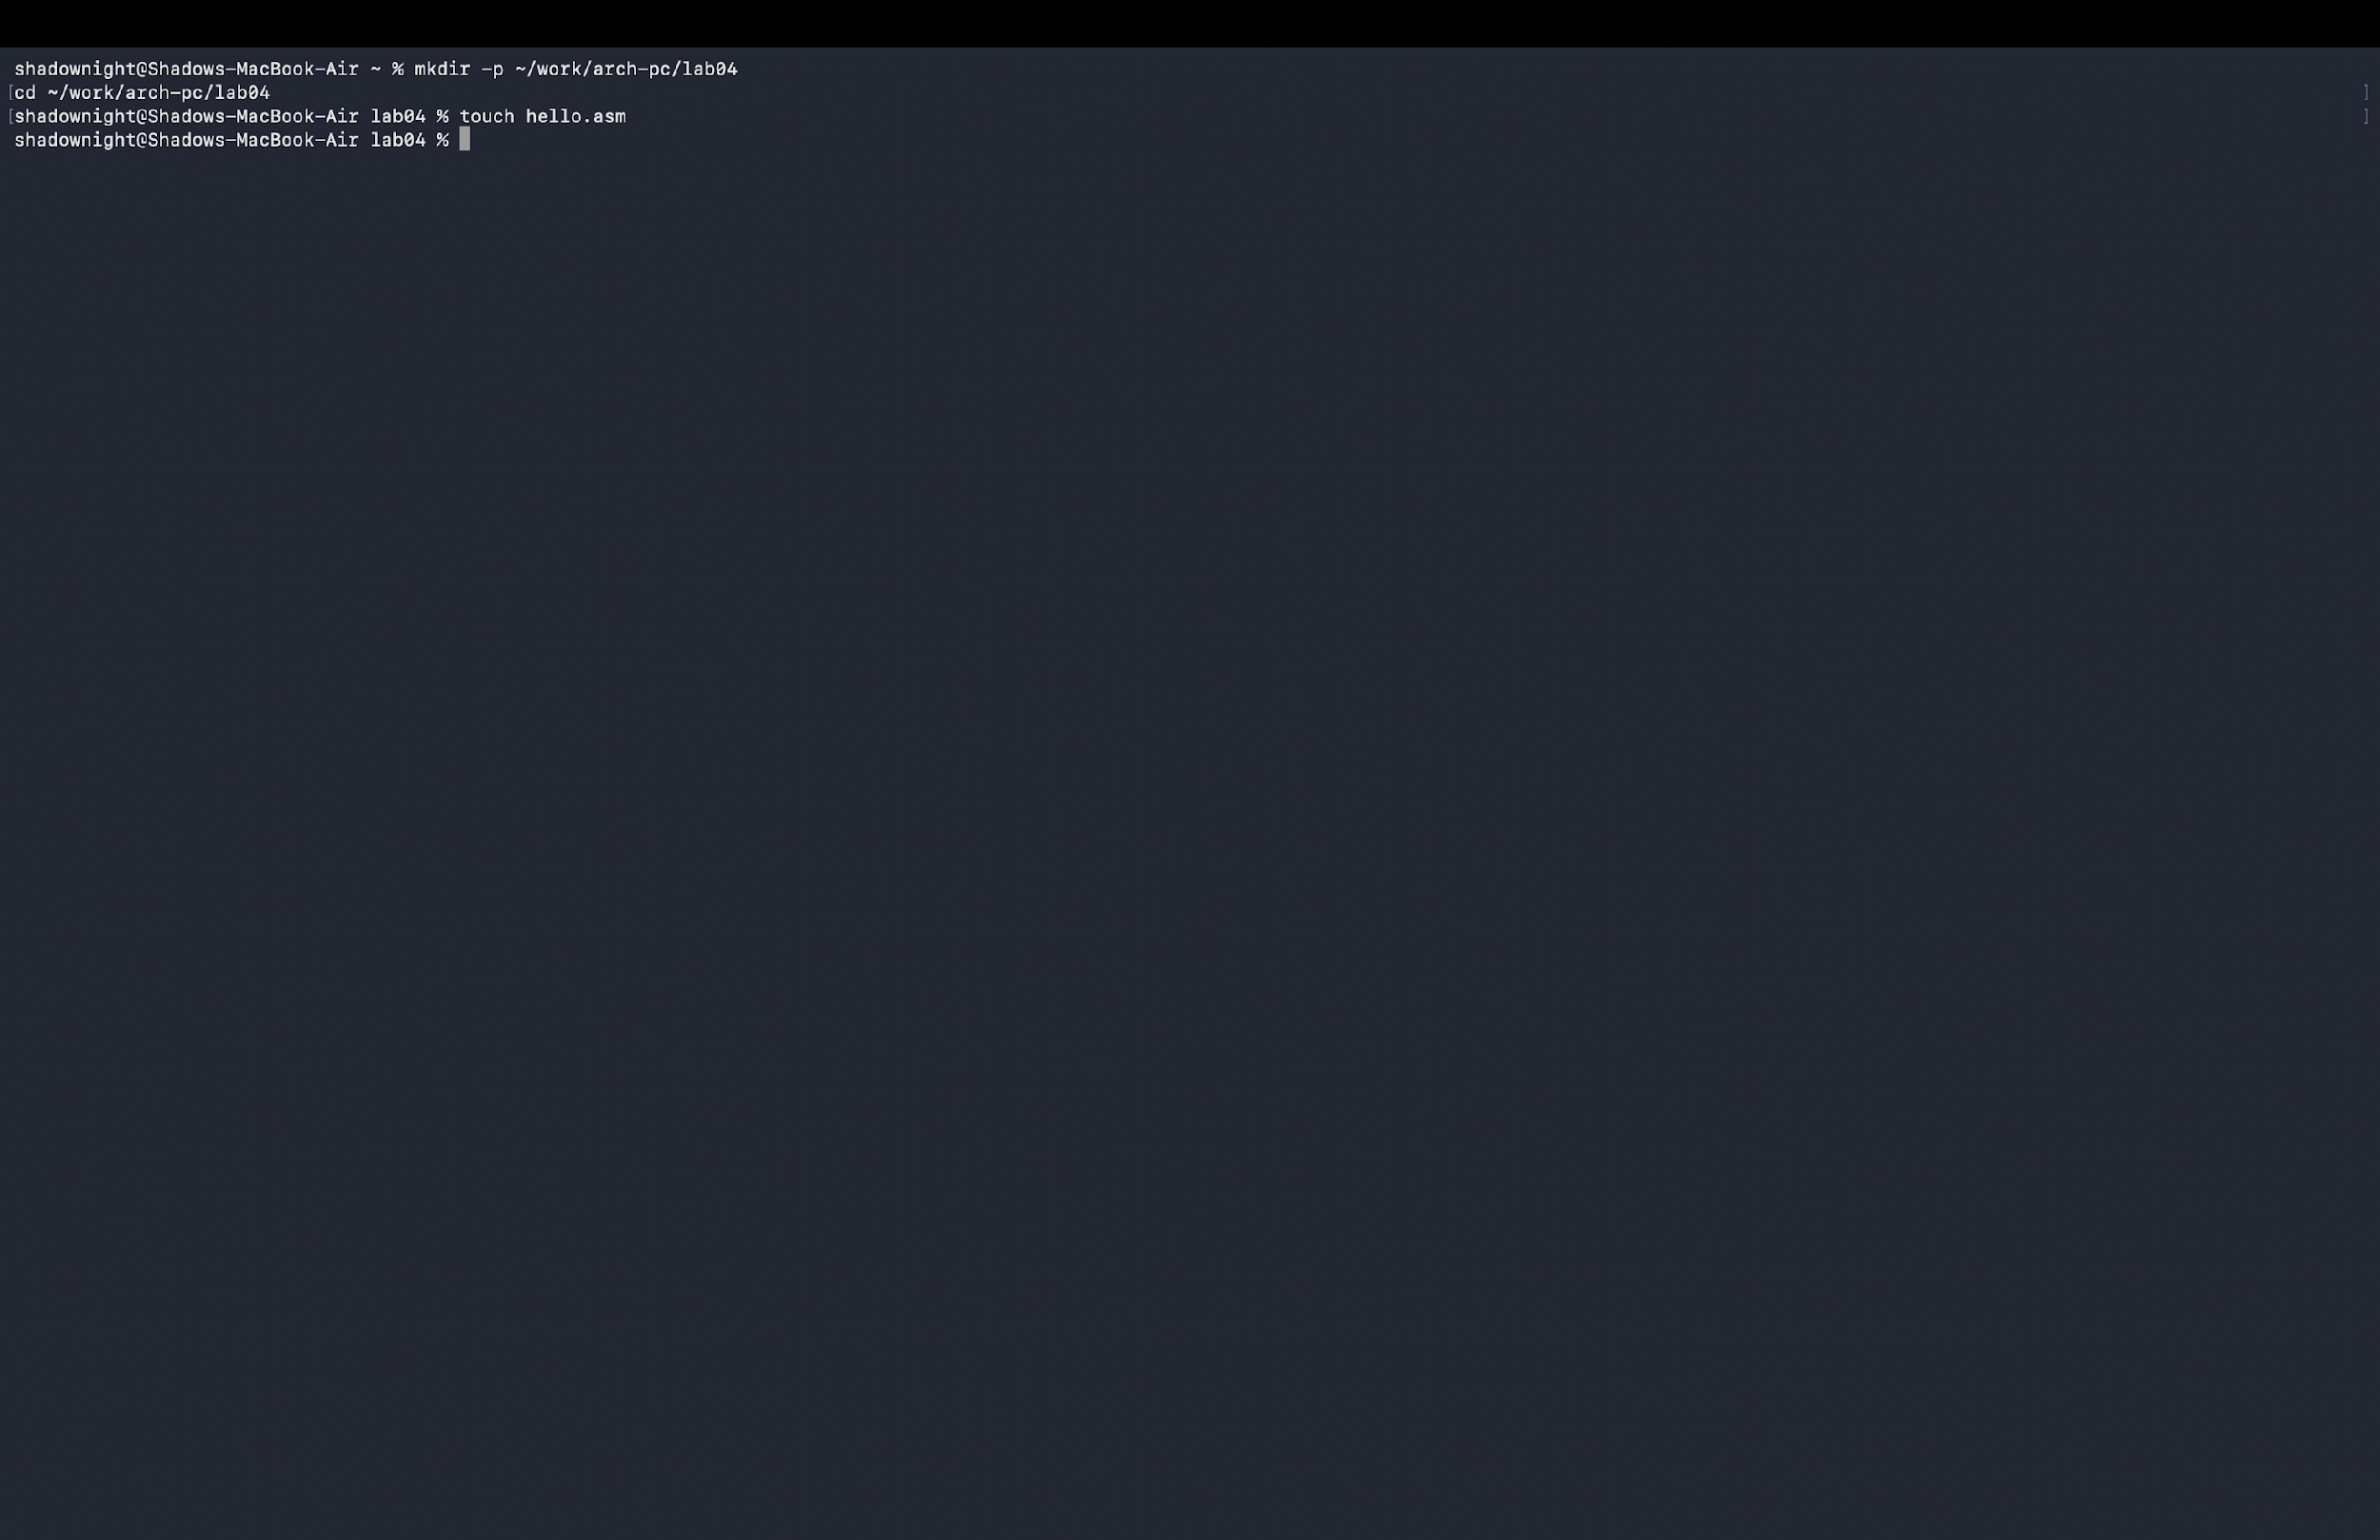 shadownight@Shadows-MacBook-Air ~ % mkdir -p ~/work/arch-pc/lab04
[cd ~/work/arch-pc/lab04 ]
[shadownight@Shadows-MacBook-Air lab04 % touch hello.asm ]
shadownight@Shadows-MacBook-Air lab04 %